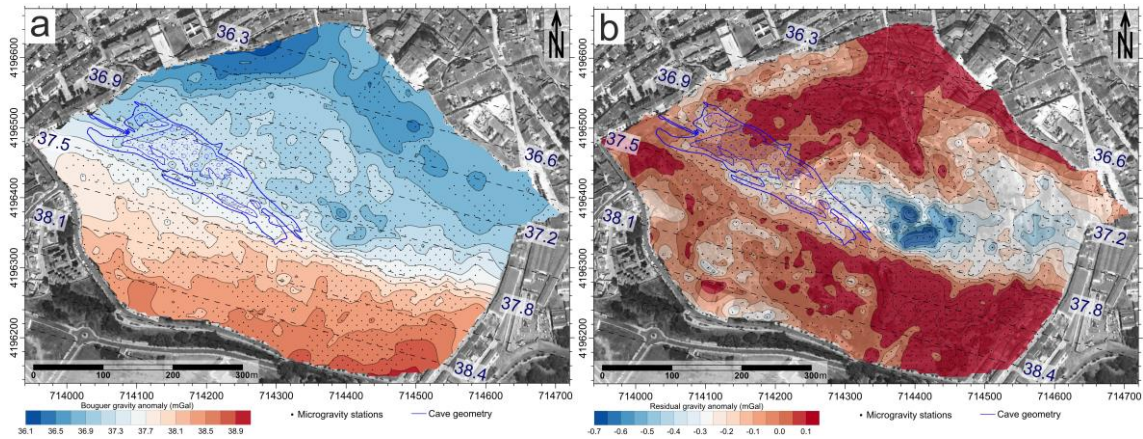 a
N
36.3
36.9
37.5
38.1
36.6
37.2
37.8
38.4
4196600
4196500
4196400
4196300
4196200
0 100 200 300m
714000 714100 714200 714300 714400 714500 714600 714700
Bouguer gravity anomaly (mGal)
36.1 36.5 36.9 37.3 37.7 38.1 38.5 38.9
Microgravity stations
Cave geometry
b
N
36.3
36.9
37.5
38.1
36.6
37.2
37.8
38.4
4196600
4196500
4196400
4196300
4196200
0 100 200 300m
714000 714100 714200 714300 714400 714500 714600 714700
Residual gravity anomaly (mGal)
-0.7 -0.6 -0.5 -0.4 -0.3 -0.2 -0.1 0.0 0.1
Microgravity stations
Cave geometry